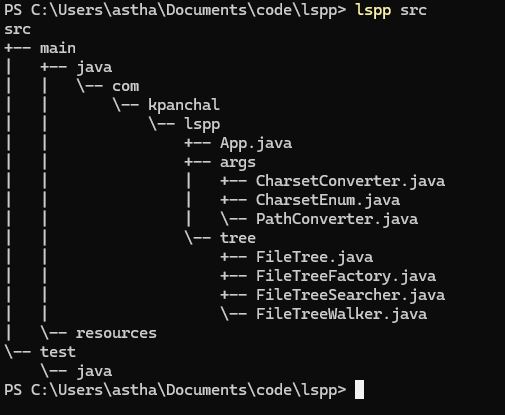 PS C:\Users\astha\Documents\code\lspp> lspp src
src
+-- main
|   +-- java
|   |   \-- com
|   |       \-- kpanchal
|   |           \-- lspp
|   |               +-- App.java
|   |               +-- args
|   |               |   +-- CharsetConverter.java
|   |               |   +-- CharsetEnum.java
|   |               |   \-- PathConverter.java
|   |               \-- tree
|   |                   +-- FileTree.java
|   |                   +-- FileTreeFactory.java
|   |                   +-- FileTreeSearcher.java
|   |                   \-- FileTreeWalker.java
|   \-- resources
\-- test
    \-- java
PS C:\Users\astha\Documents\code\lspp>